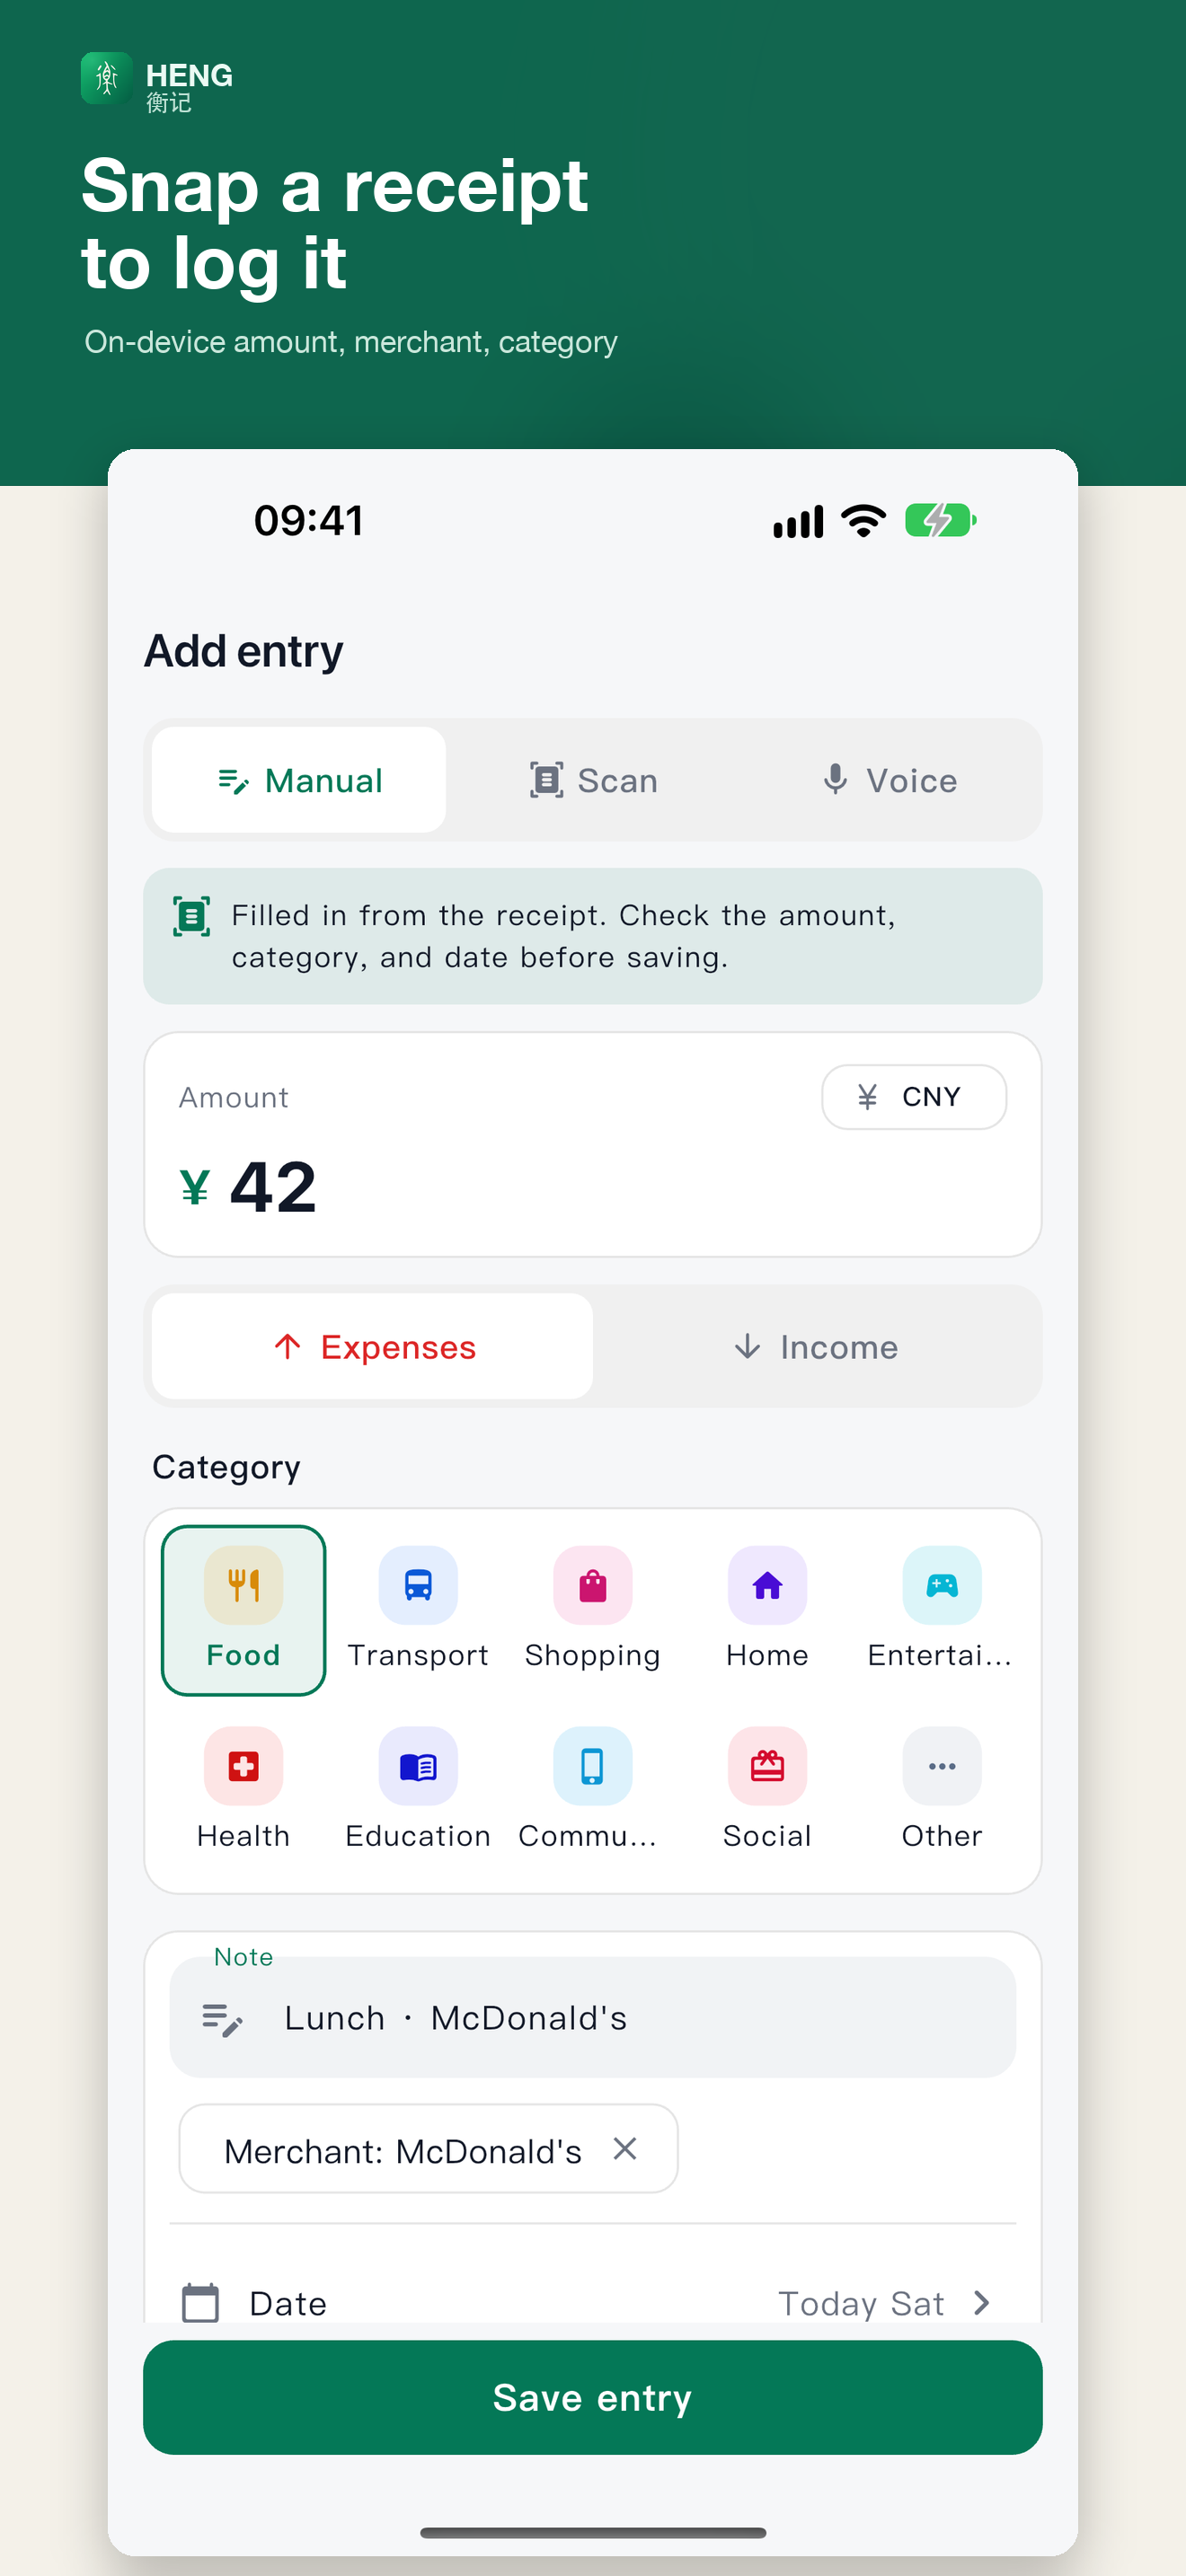 衡
HENG
衡记
Snap a receipt
to log it
On-device amount, merchant, category
09:41
Add entry
Manual
Scan
Voice
Filled in from the receipt. Check the amount,
category, and date before saving.
Amount
¥ CNY
¥ 42
Expenses
Income
Category
Food
Transport
Shopping
Home
Entertai...
Health
Education
Commu...
Social
Other
Note
Lunch · McDonald's
Merchant: McDonald's
Date
Today Sat
Save entry